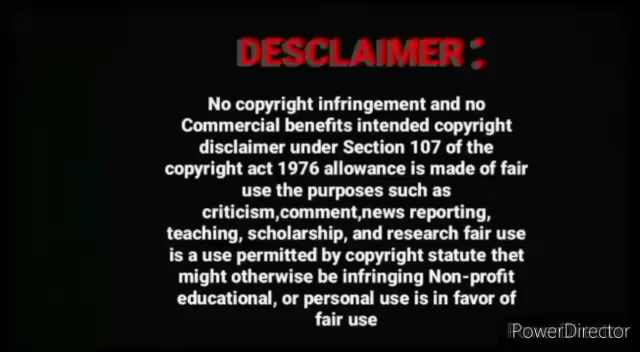 DESCLAIMER :
No copyright infringement and no
Commercial benefits intended copyright
disclaimer under Section 107 of the
copyright act 1976 allowance is made of fair
use the purposes such as
criticism,comment,news reporting,
teaching, scholarship, and research fair use
is a use permitted by copyright statute thet
might otherwise be infringing Non-profit
educational, or personal use is in favor of
fair use
PowerDirector